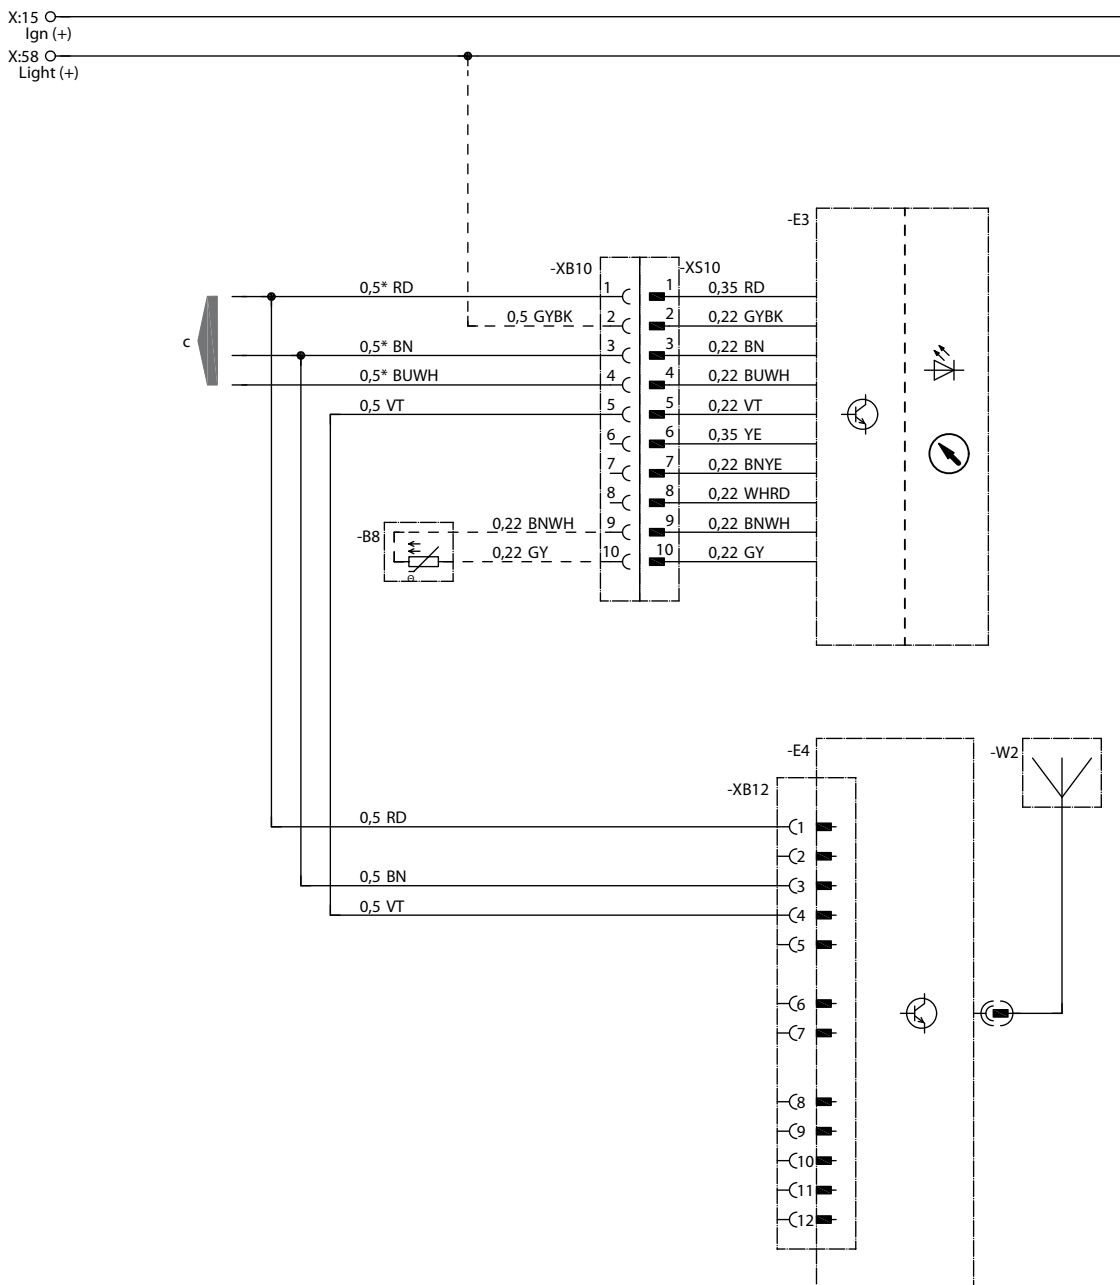 X:15
Ign (+)
X:58
Light (+)
-E3
-XB10
-XS10
0,5* RD
1
1
0,35 RD
0,5 GYBK
2
2
0,22 GYBK
c
0,5* BN
3
3
0,22 BN
0,5* BUWH
4
4
0,22 BUWH
0,5 VT
5
5
0,22 VT
6
6
0,35 YE
7
7
0,22 BNYE
8
8
0,22 WHRD
-B8
0,22 BNWH
9
9
0,22 BNWH
0,22 GY
10
10
0,22 GY
Θ
-E4
-W2
-XB12
0,5 RD
1
2
0,5 BN
3
0,5 VT
4
5
6
7
8
9
10
11
12